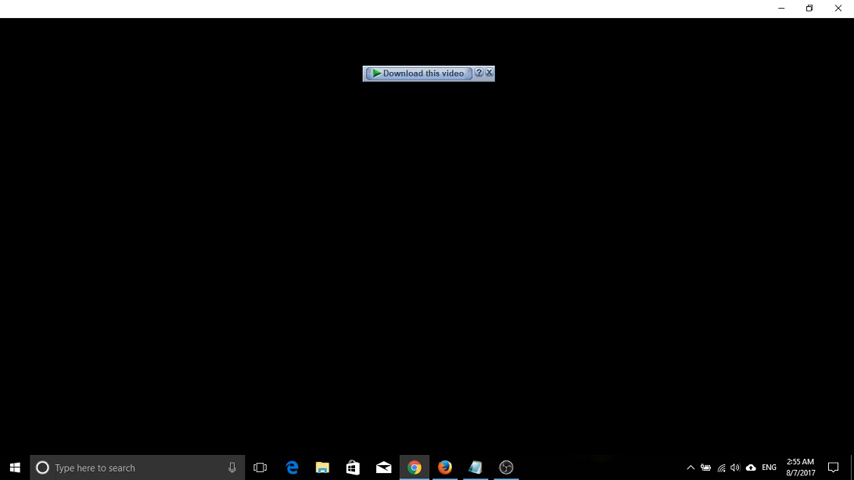 Download this video
Type here to search
ENG
2:55 AM
8/7/2017